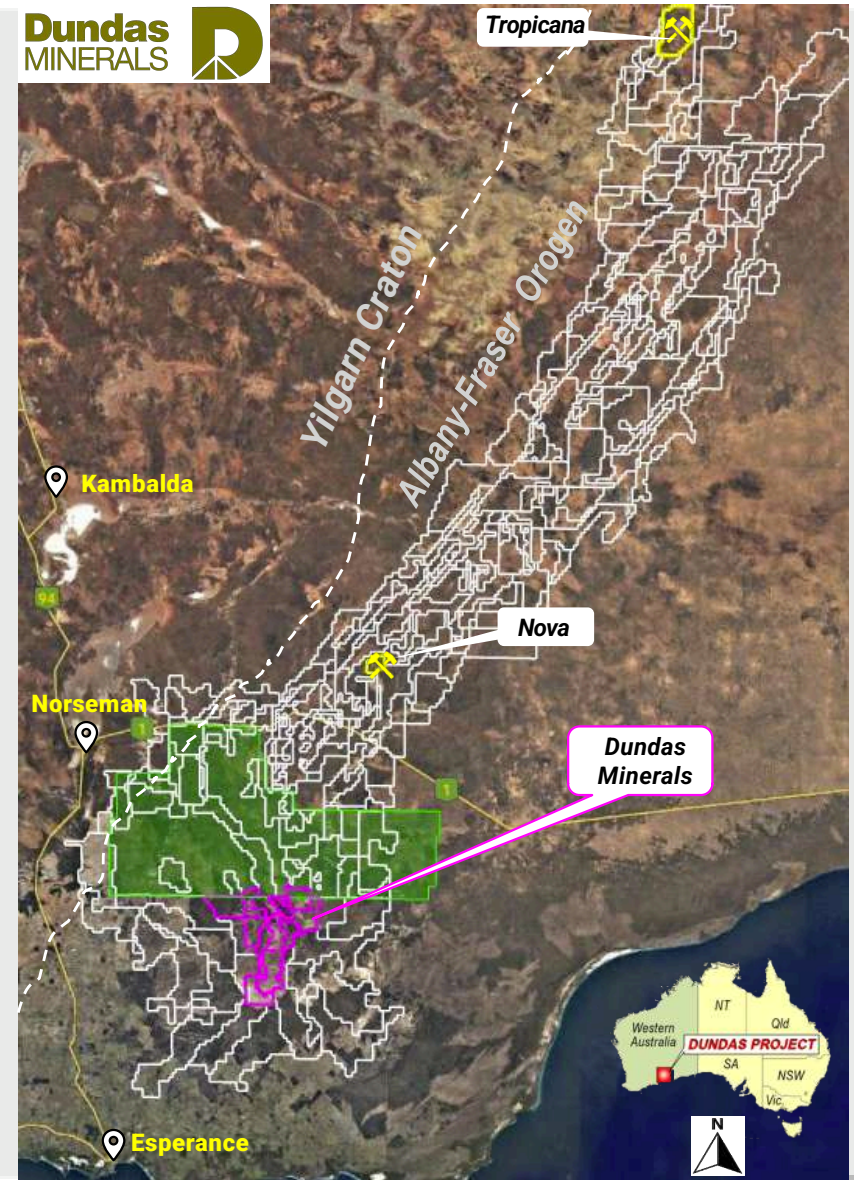 Dundas
MINERALS
Tropicana
Yilgarn Craton
Albany-Fraser Orogen
Kambalda
94
Nova
Norseman
1
Dundas
Minerals
1
NT
Western
Australia
Qld
DUNDAS PROJECT
SA
NSW
Vic.
N
Esperance